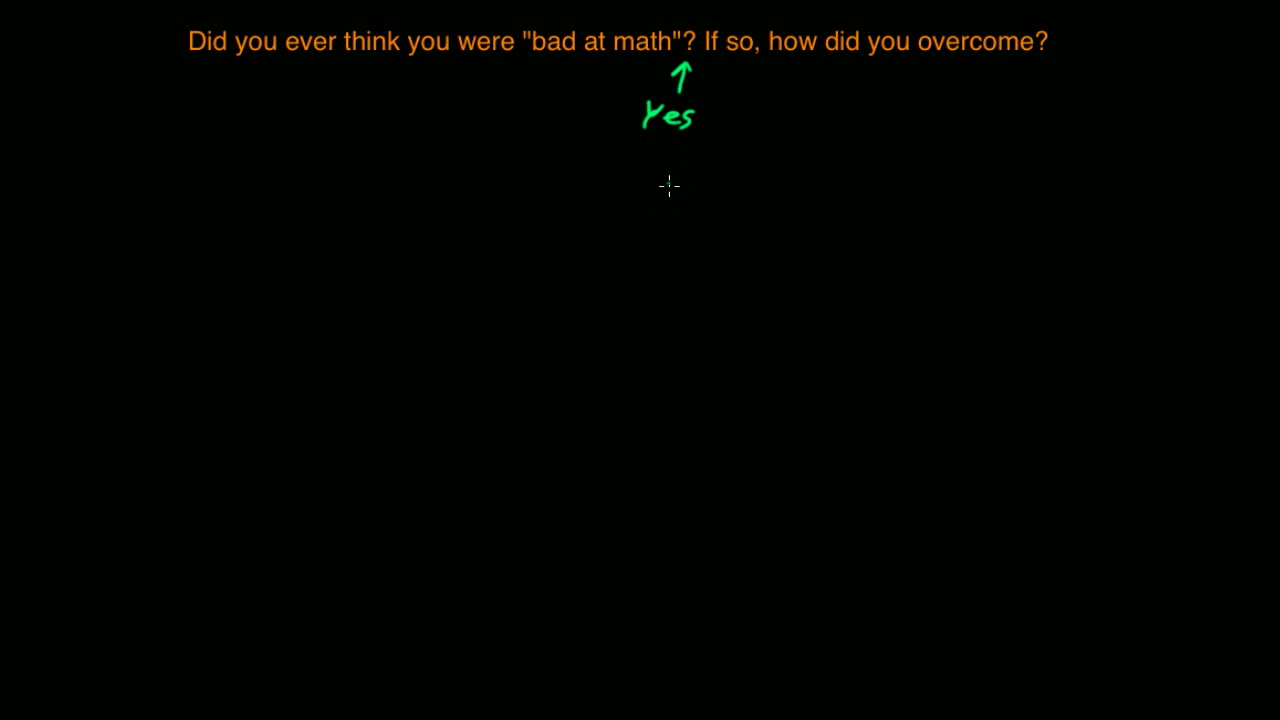 Did you ever think you were "bad at math"? If so, how did you overcome?
Yes